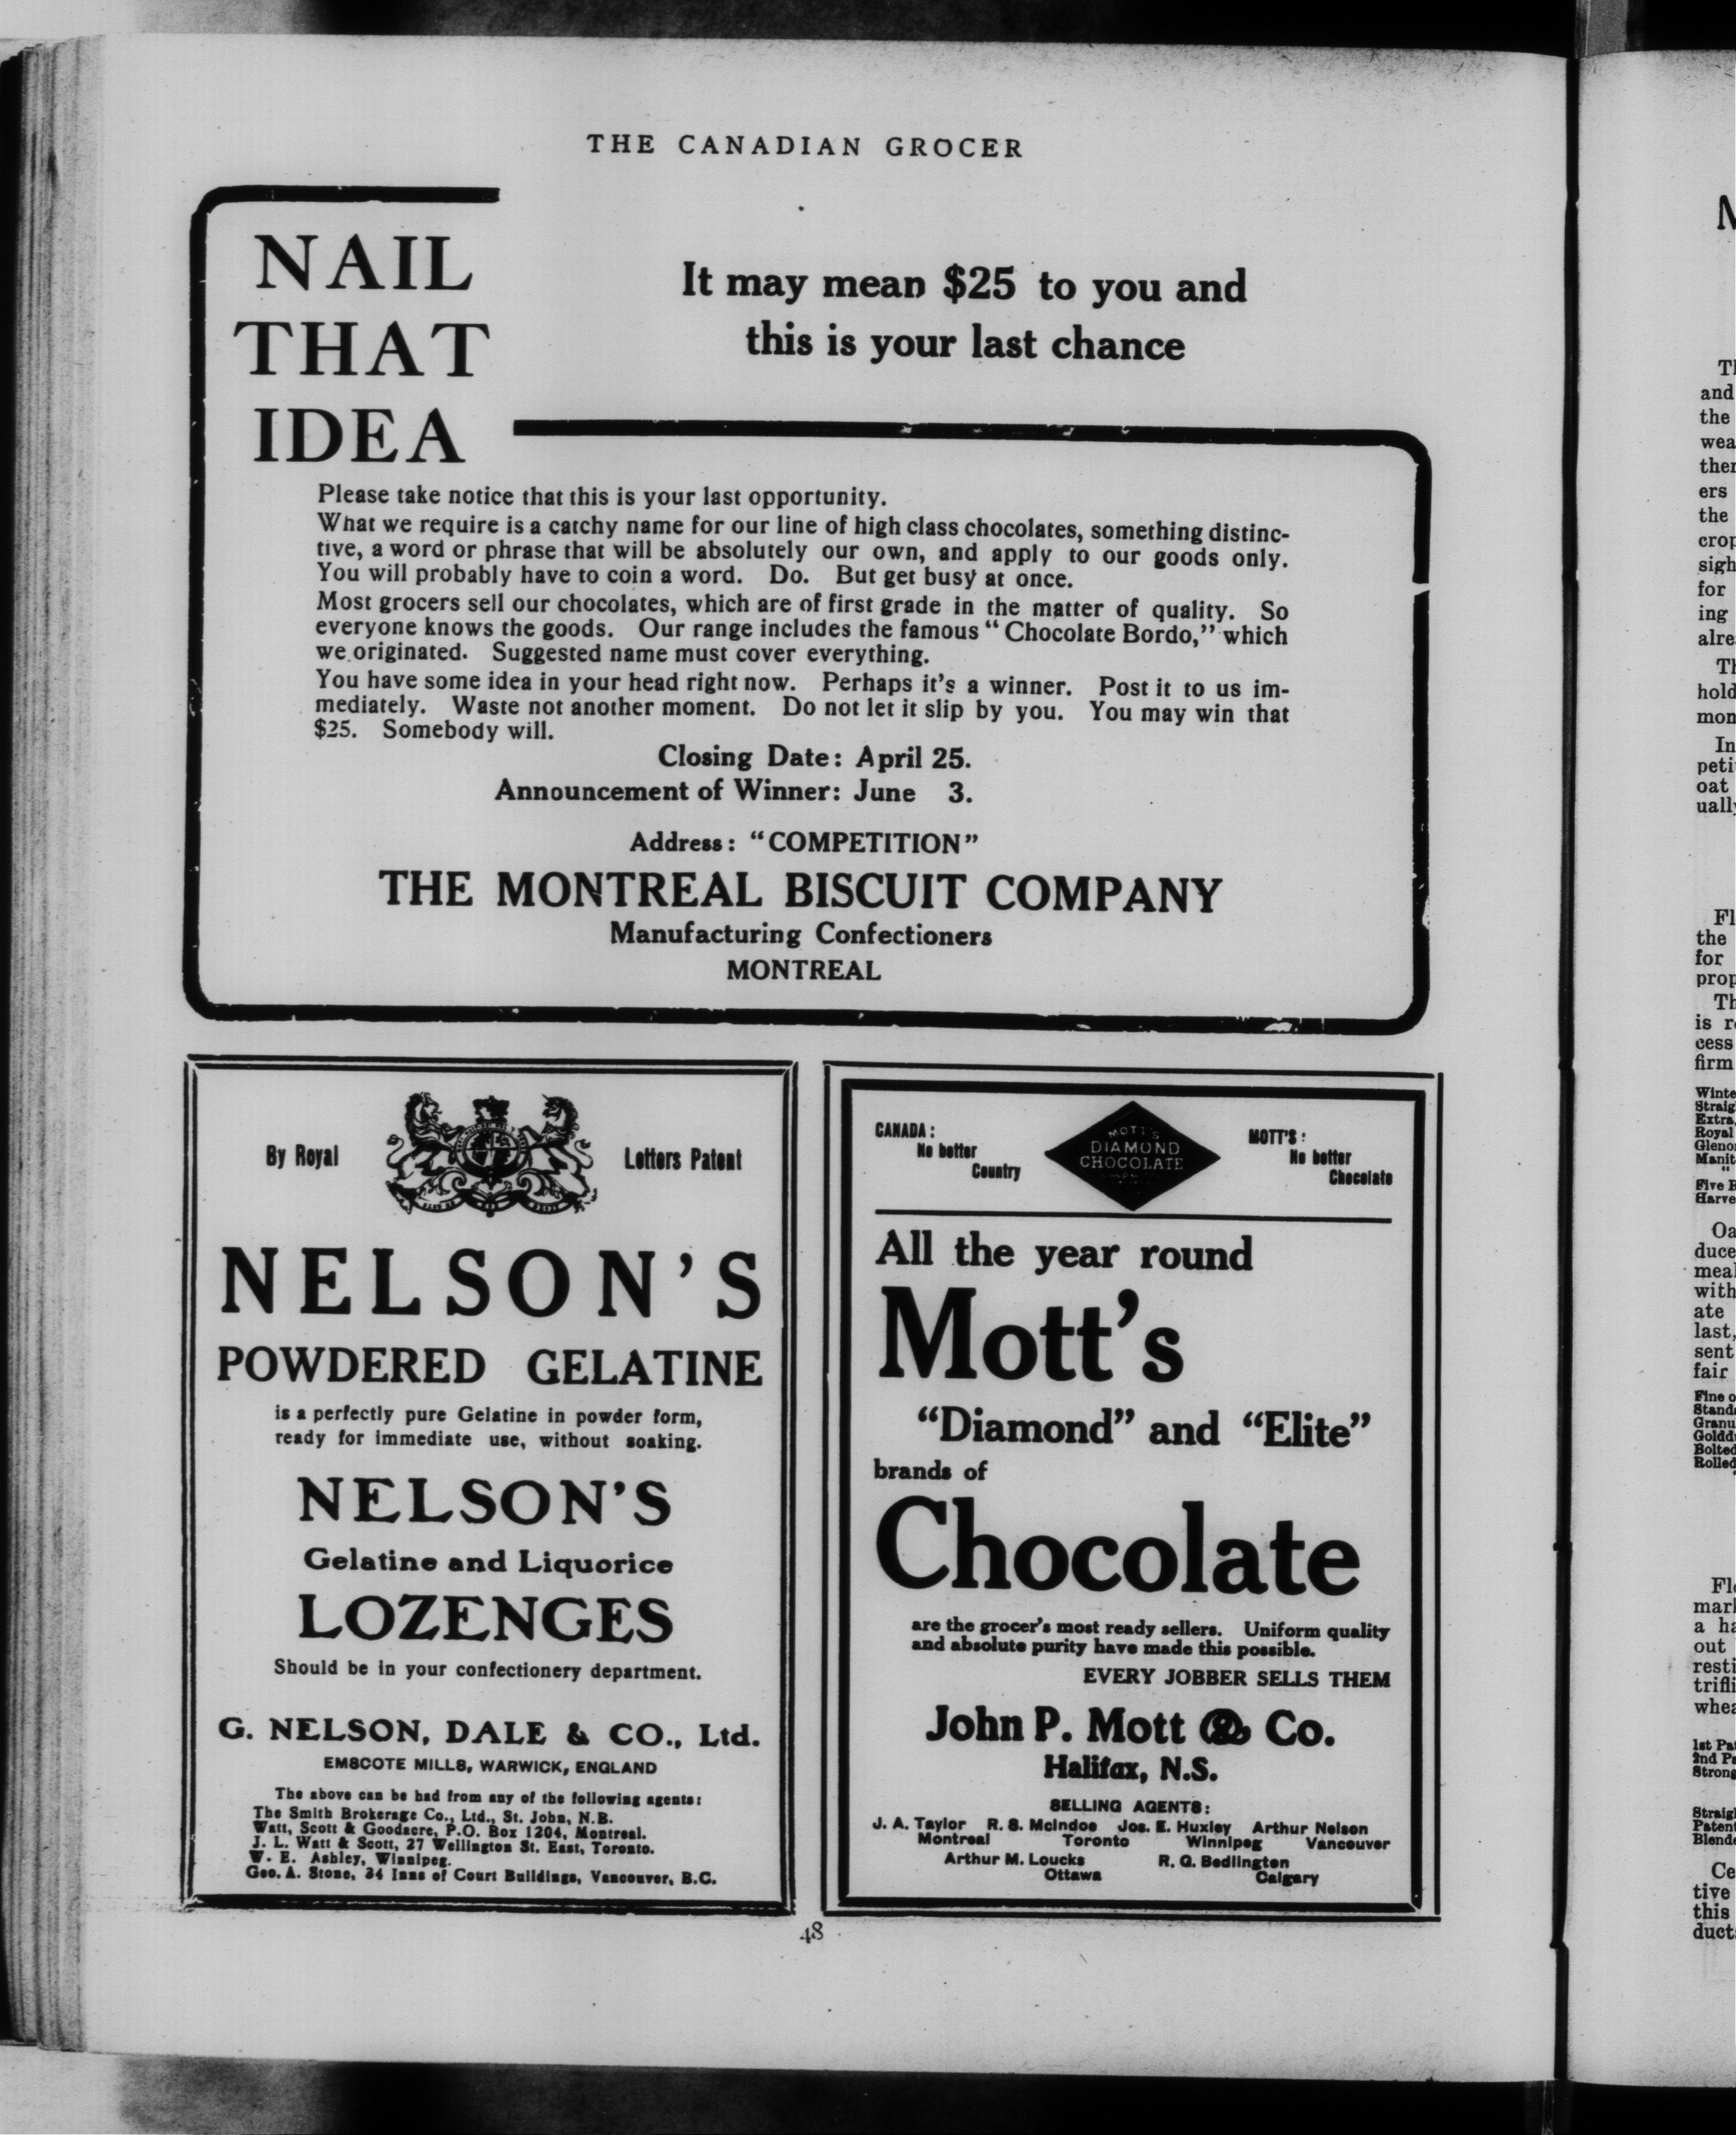 THE CANADIAN GROCER
NAIL
THAT
IDEA
It may mean $25 to you and
this is your last chance
Please take notice that this is your last opportunity.
What we require is a catchy name for our line of high class chocolates, something distinc-
tive, a word or phrase that will be absolutely our own, and apply to our goods only.
You will probably have to coin a word. Do. But get busy at once.
Most grocers sell our chocolates, which are of first grade in the matter of quality. So
everyone knows the goods. Our range includes the famous "Chocolate Bordo," which
we originated. Suggested name must cover everything.
You have some idea in your head right now. Perhaps it's a winner. Post it to us im-
mediately. Waste not another moment. Do not let it slip by you. You may win that
$25. Somebody will.
Closing Date: April 25.
Announcement of Winner: June 3.
Address: "COMPETITION"
THE MONTREAL BISCUIT COMPANY
Manufacturing Confectioners
MONTREAL
By Royal Letters Patent
NELSON'S
POWDERED GELATINE
is a perfectly pure Gelatine in powder form,
ready for immediate use, without soaking.
NELSON'S
Gelatine and Liquorice
LOZENGES
Should be in your confectionery department.
G. NELSON, DALE & CO., Ltd.
EMSCOTE MILLS, WARWICK, ENGLAND
The above can be had from any of the following agents:
The Smith Brokerage Co., Ltd., St. John, N.B.
Watt, Scott & Goodacre, P.O. Box 1204, Montreal.
J. L. Watt & Scott, 27 Wellington St. East, Toronto.
W. E. Ashley, Winnipeg.
Geo. A. Stone, 34 Inns of Court Buildings, Vancouver, B.C.
CANADA:
No better
Country
MOTT'S
DIAMOND
CHOCOLATE
MOTT'S:
No better
Chocolate
All the year round
Mott's
"Diamond" and "Elite"
brands of
Chocolate
are the grocer's most ready sellers. Uniform quality
and absolute purity have made this possible.
EVERY JOBBER SELLS THEM
John P. Mott & Co.
Halifax, N.S.
SELLING AGENTS:
J. A. Taylor R. S. McIndoe Jos. E. Huxley Arthur Nelson
Montreal Toronto Winnipeg Vancouver
Arthur M. Loucks R. G. Bedlington
Ottawa Calgary
48